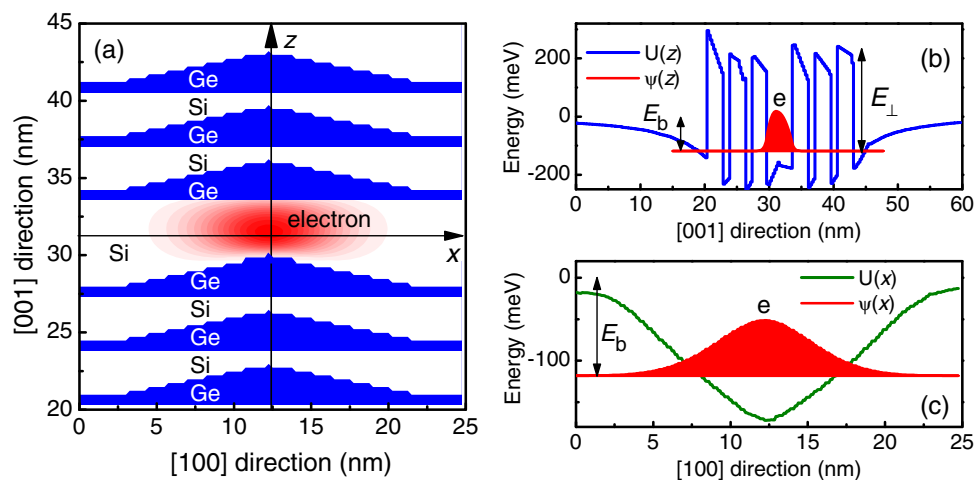 (a)
z
Ge
Si
Ge
Si
Ge
electron
Si
x
Ge
Si
Ge
Si
Ge
45
40
35
30
25
20
0 5 10 15 20 25
[001] direction (nm)
[100] direction (nm)
(b)
U(z)
ψ(z)
e
E_b
E_⊥
200
0
-200
Energy (meV)
0 10 20 30 40 50 60
[001] direction (nm)
U(x)
ψ(x)
e
E_b
(c)
0
-100
Energy (meV)
0 5 10 15 20 25
[100] direction (nm)